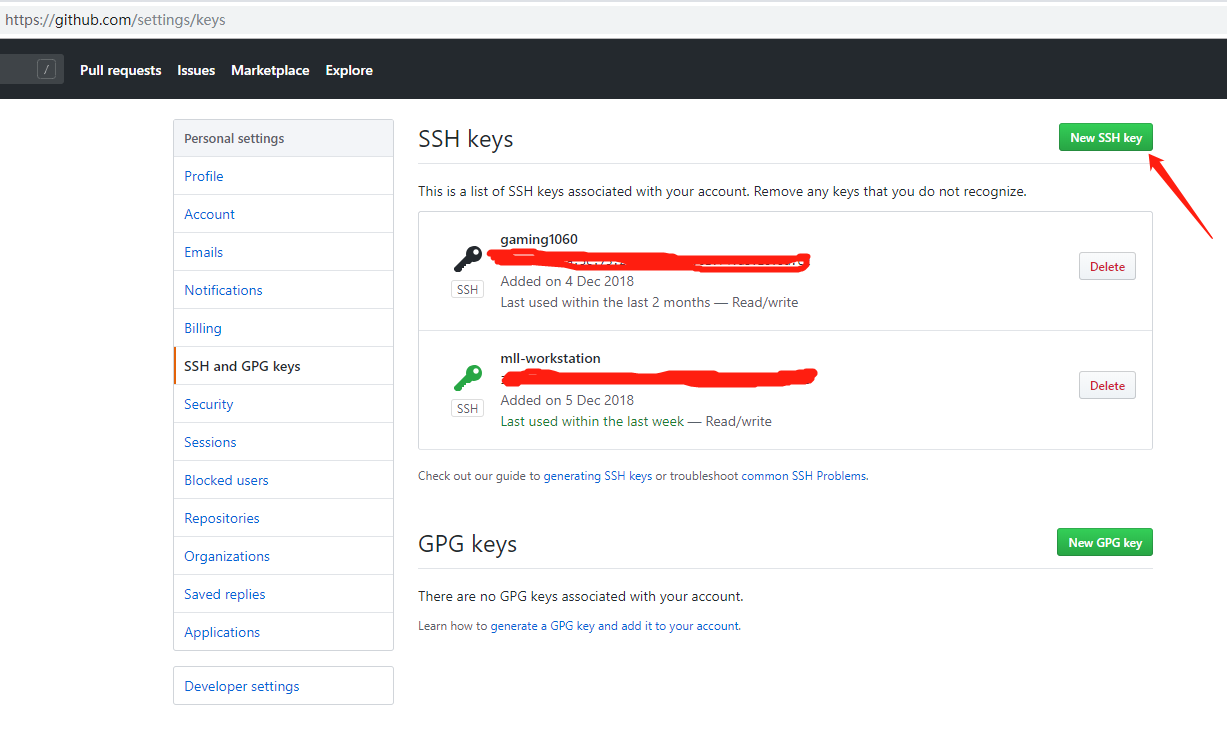 https://github.com/settings/keys
/
Pull requests Issues Marketplace Explore
Personal settings
Profile
Account
Emails
Notifications
Billing
SSH and GPG keys
Security
Sessions
Blocked users
Repositories
Organizations
Saved replies
Applications
Developer settings
SSH keys
New SSH key
This is a list of SSH keys associated with your account. Remove any keys that you do not recognize.
gaming1060
SSH
Added on 4 Dec 2018
Last used within the last 2 months — Read/write
Delete
mll-workstation
SSH
Added on 5 Dec 2018
Last used within the last week — Read/write
Delete
Check out our guide to generating SSH keys or troubleshoot common SSH Problems.
GPG keys
New GPG key
There are no GPG keys associated with your account.
Learn how to generate a GPG key and add it to your account.